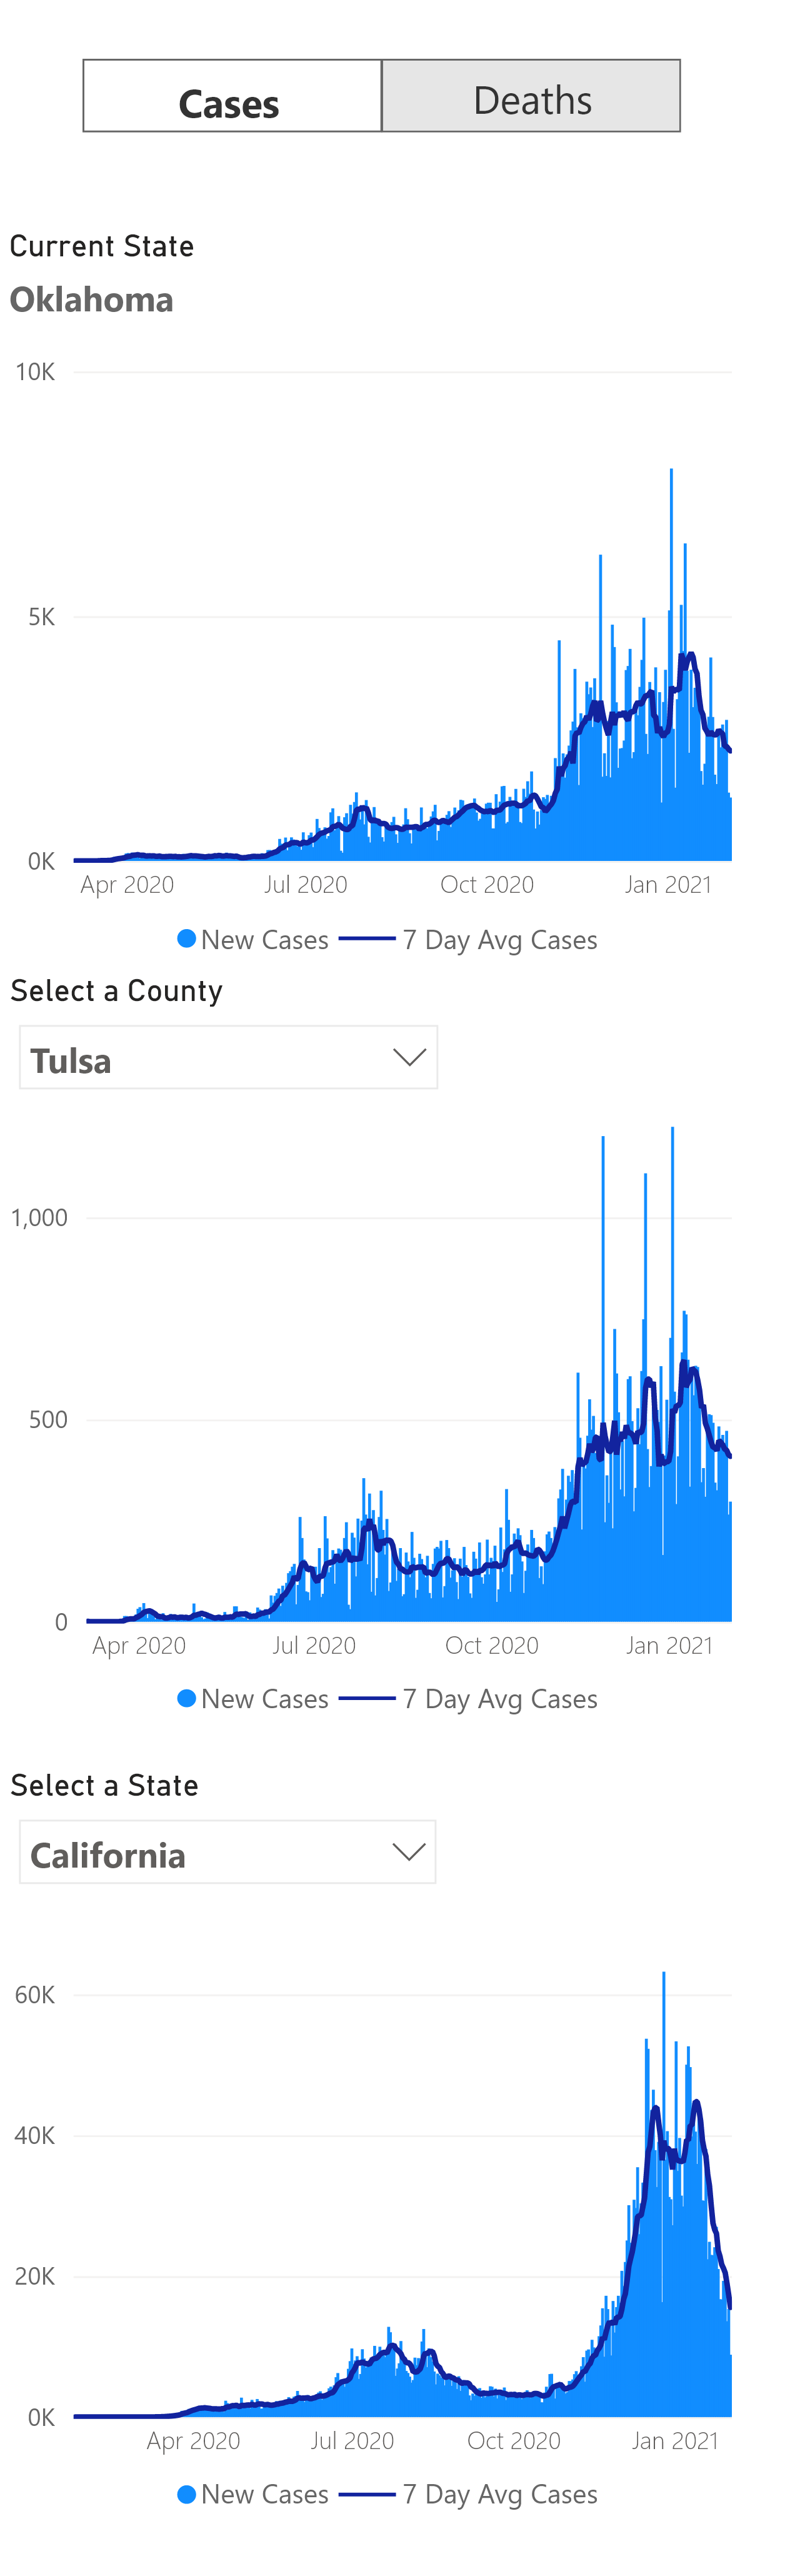 Cases Deaths
Current State
Oklahoma
10K
5K
0K
Apr 2020 Jul 2020 Oct 2020 Jan 2021
New Cases 7 Day Avg Cases
Select a County
Tulsa
1,000
500
0
Apr 2020 Jul 2020 Oct 2020 Jan 2021
New Cases 7 Day Avg Cases
Select a State
California
60K
40K
20K
0K
Apr 2020 Jul 2020 Oct 2020 Jan 2021
New Cases 7 Day Avg Cases